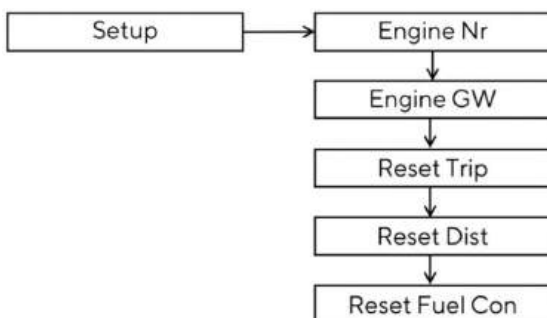 Setup
Engine Nr
Engine GW
Reset Trip
Reset Dist
Reset Fuel Con